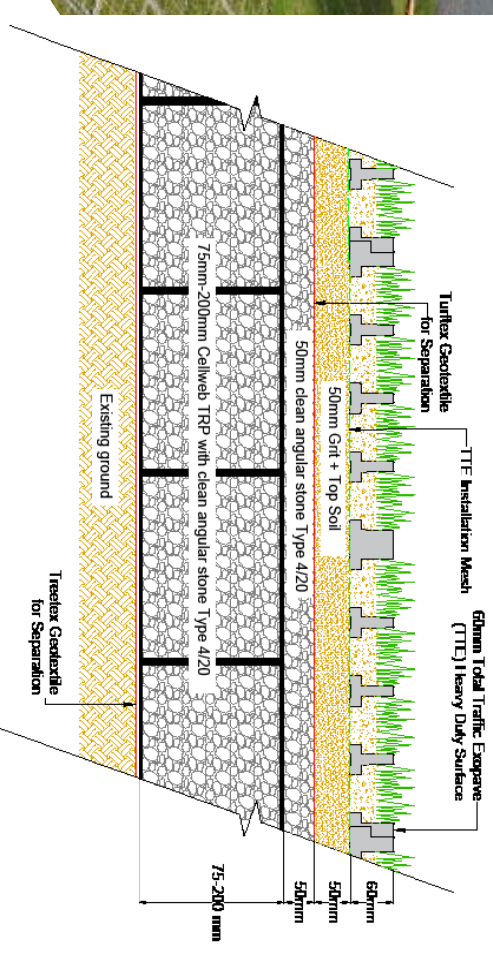 60mm Total Traffic Exopave
(TTE) Heavy Duty Surface
TTE Installation Mesh
Turftex Geotextile
for Separation
50mm Grit + Top Soil
50mm clean angular stone Type 4/20
75mm-200mm Cellweb TRP with clean angular stone Type 4/20
Existing ground
Treetex Geotextile
for Separation
60mm
50mm
50mm
75-200 mm